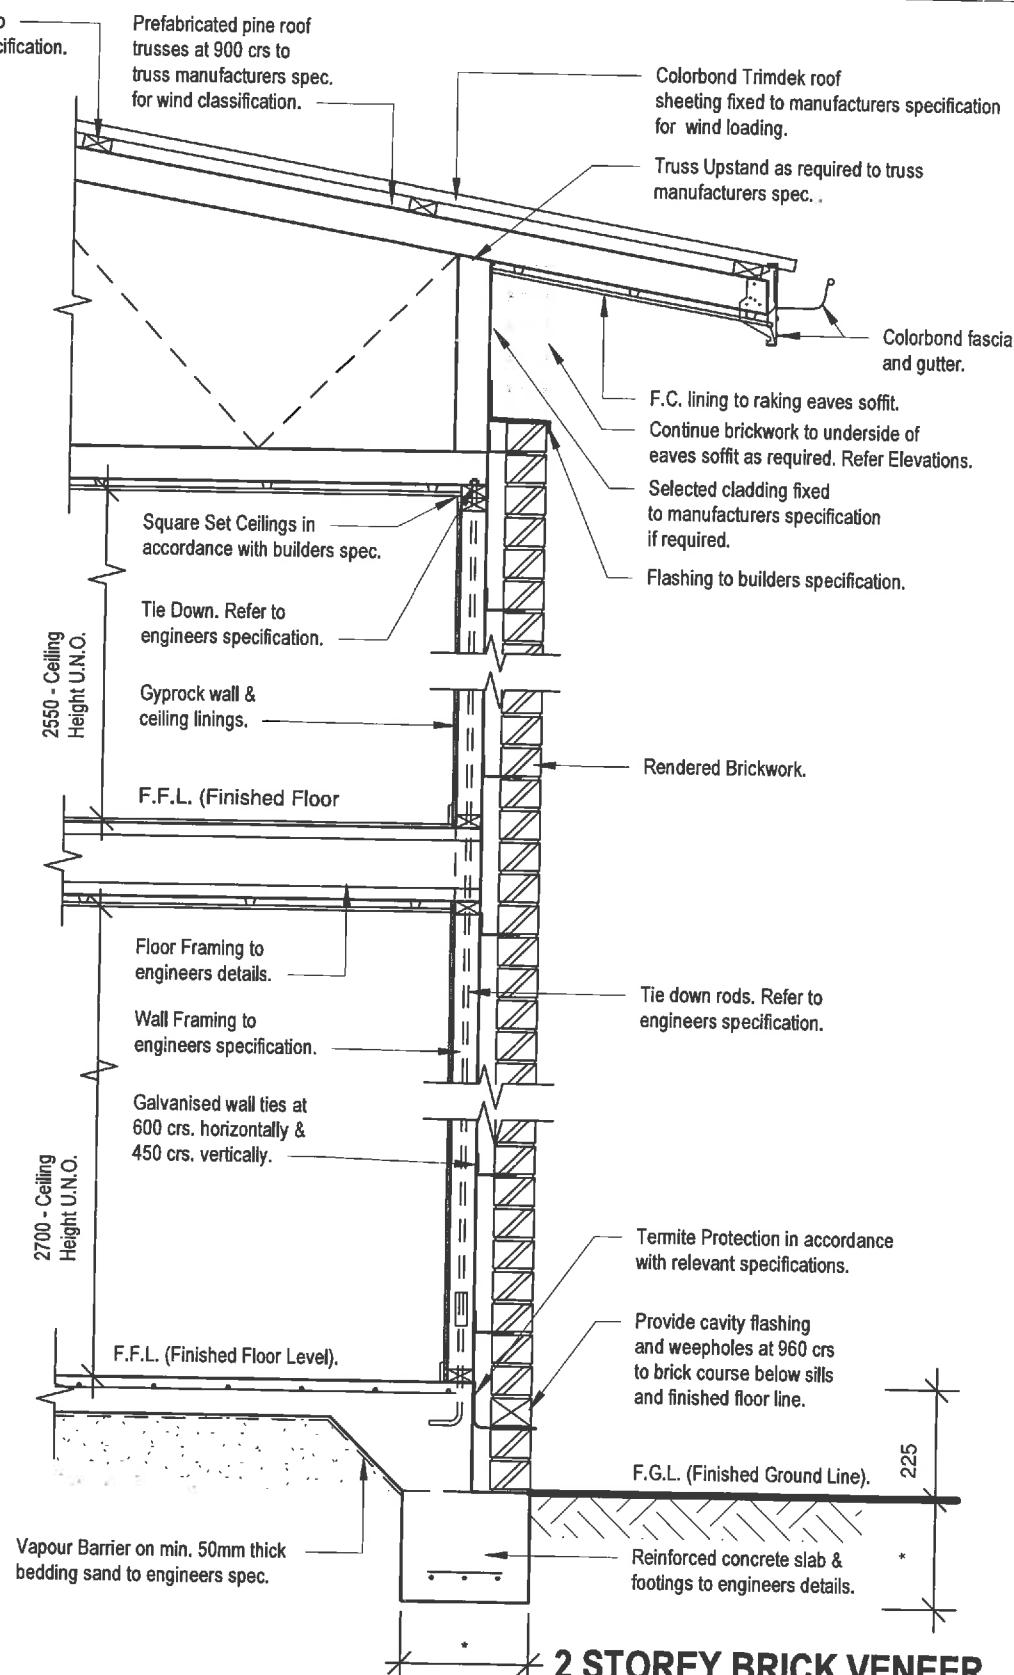 cification.
Prefabricated pine roof
trusses at 900 crs to
truss manufacturers spec.
for wind classification.
Colorbond Trimdek roof
sheeting fixed to manufacturers specification
for wind loading.
Truss Upstand as required to truss
manufacturers spec. .
Colorbond fascia
and gutter.
F.C. lining to raking eaves soffit.
Continue brickwork to underside of
eaves soffit as required. Refer Elevations.
Selected cladding fixed
to manufacturers specification
if required.
Flashing to builders specification.
Square Set Ceilings in
accordance with builders spec.
Tie Down. Refer to
engineers specification.
2550 - Ceiling
Height U.N.O.
Gyprock wall &
ceiling linings.
Rendered Brickwork.
F.F.L. (Finished Floor
Floor Framing to
engineers details.
Tie down rods. Refer to
engineers specification.
Wall Framing to
engineers specification.
Galvanised wall ties at
600 crs. horizontally &
450 crs. vertically.
2700 - Ceiling
Height U.N.O.
Termite Protection in accordance
with relevant specifications.
Provide cavity flashing
and weepholes at 960 crs
to brick course below sills
and finished floor line.
F.F.L. (Finished Floor Level).
225
F.G.L. (Finished Ground Line).
Vapour Barrier on min. 50mm thick
bedding sand to engineers spec.
Reinforced concrete slab &
footings to engineers details.
*
*
2 STOREY BRICK VENEER